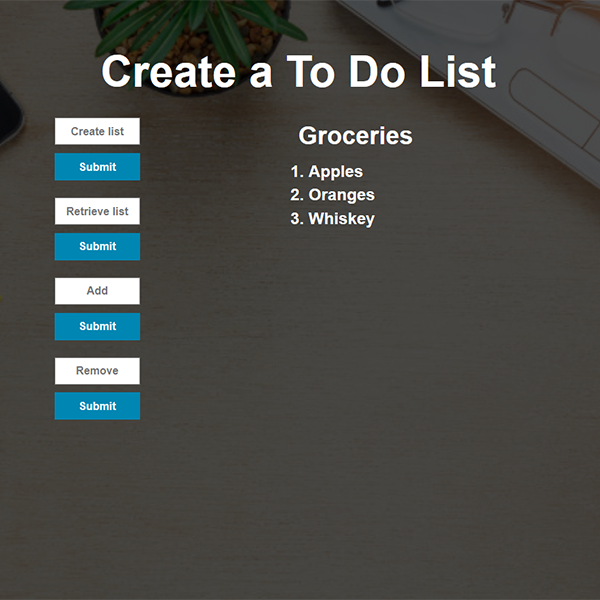 Create a To Do List
Create list
Submit
Retrieve list
Submit
Add
Submit
Remove
Submit
Groceries
1. Apples
2. Oranges
3. Whiskey